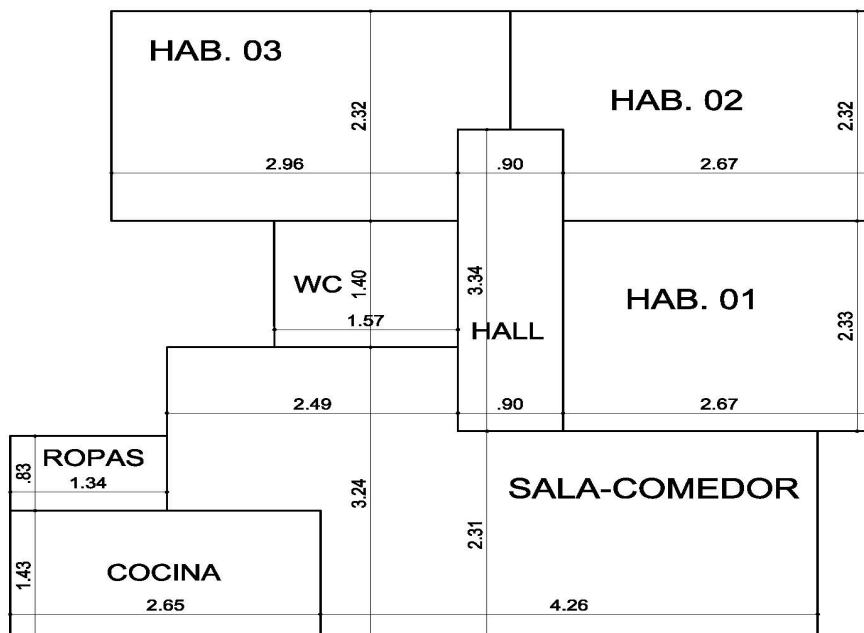 HAB. 03
HAB. 02
2.32
2.32
2.96
.90
2.67
WC
1.40
3.34
HAB. 01
1.57
HALL
2.33
2.49
.90
2.67
ROPAS
.83
1.34
3.24
SALA-COMEDOR
2.31
1.43
COCINA
2.65
4.26